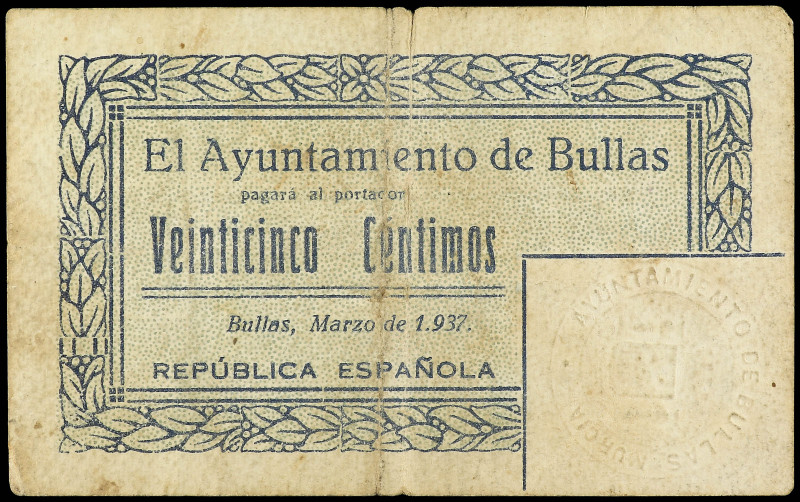 El Ayuntamiento de Bullas
pagará al portador
Veinticinco Céntimos
Bullas, Marzo de 1.937.
REPÚBLICA ESPAÑOLA
AYUNTAMIENTO DE BULLAS MURCIA